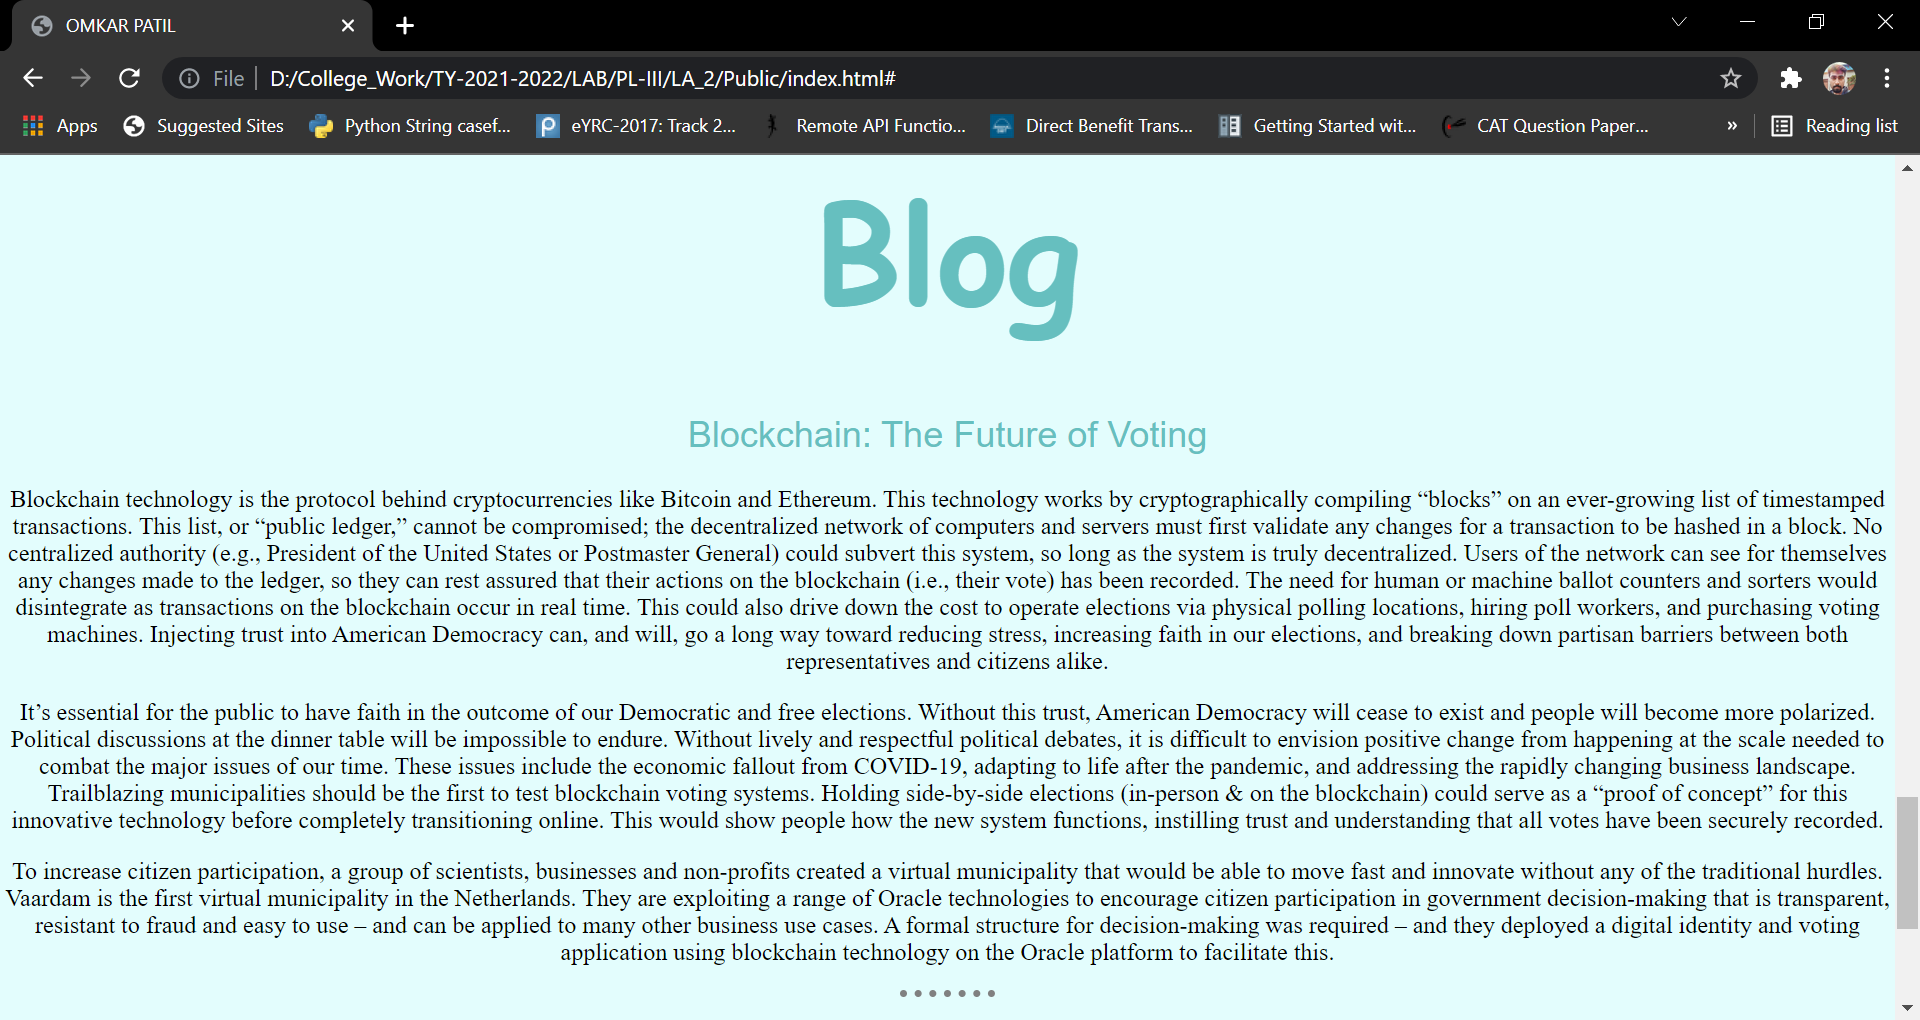 OMKAR PATIL
File D:/College_Work/TY-2021-2022/LAB/PL-III/LA_2/Public/index.html#
Apps Suggested Sites Python String casef... eYRC-2017: Track 2... Remote API Functio... Direct Benefit Trans... Getting Started wit... CAT Question Paper... » Reading list
Blog
Blockchain: The Future of Voting
Blockchain technology is the protocol behind cryptocurrencies like Bitcoin and Ethereum. This technology works by cryptographically compiling “blocks” on an ever-growing list of timestamped
transactions. This list, or “public ledger,” cannot be compromised; the decentralized network of computers and servers must first validate any changes for a transaction to be hashed in a block. No
centralized authority (e.g., President of the United States or Postmaster General) could subvert this system, so long as the system is truly decentralized. Users of the network can see for themselves
any changes made to the ledger, so they can rest assured that their actions on the blockchain (i.e., their vote) has been recorded. The need for human or machine ballot counters and sorters would
disintegrate as transactions on the blockchain occur in real time. This could also drive down the cost to operate elections via physical polling locations, hiring poll workers, and purchasing voting
machines. Injecting trust into American Democracy can, and will, go a long way toward reducing stress, increasing faith in our elections, and breaking down partisan barriers between both
representatives and citizens alike.
It’s essential for the public to have faith in the outcome of our Democratic and free elections. Without this trust, American Democracy will cease to exist and people will become more polarized.
Political discussions at the dinner table will be impossible to endure. Without lively and respectful political debates, it is difficult to envision positive change from happening at the scale needed to
combat the major issues of our time. These issues include the economic fallout from COVID-19, adapting to life after the pandemic, and addressing the rapidly changing business landscape.
Trailblazing municipalities should be the first to test blockchain voting systems. Holding side-by-side elections (in-person & on the blockchain) could serve as a “proof of concept” for this
innovative technology before completely transitioning online. This would show people how the new system functions, instilling trust and understanding that all votes have been securely recorded.
To increase citizen participation, a group of scientists, businesses and non-profits created a virtual municipality that would be able to move fast and innovate without any of the traditional hurdles.
Vaardam is the first virtual municipality in the Netherlands. They are exploiting a range of Oracle technologies to encourage citizen participation in government decision-making that is transparent,
resistant to fraud and easy to use – and can be applied to many other business use cases. A formal structure for decision-making was required – and they deployed a digital identity and voting
application using blockchain technology on the Oracle platform to facilitate this.